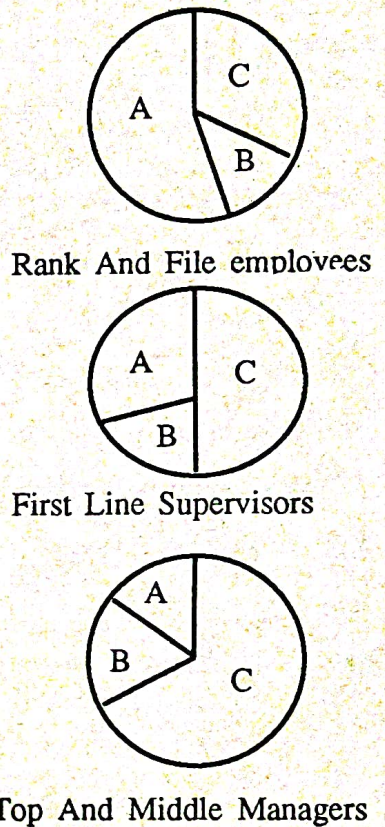 C
A
B
Rank And File employees
A
C
B
First Line Supervisors
A
B
C
Top And Middle Managers